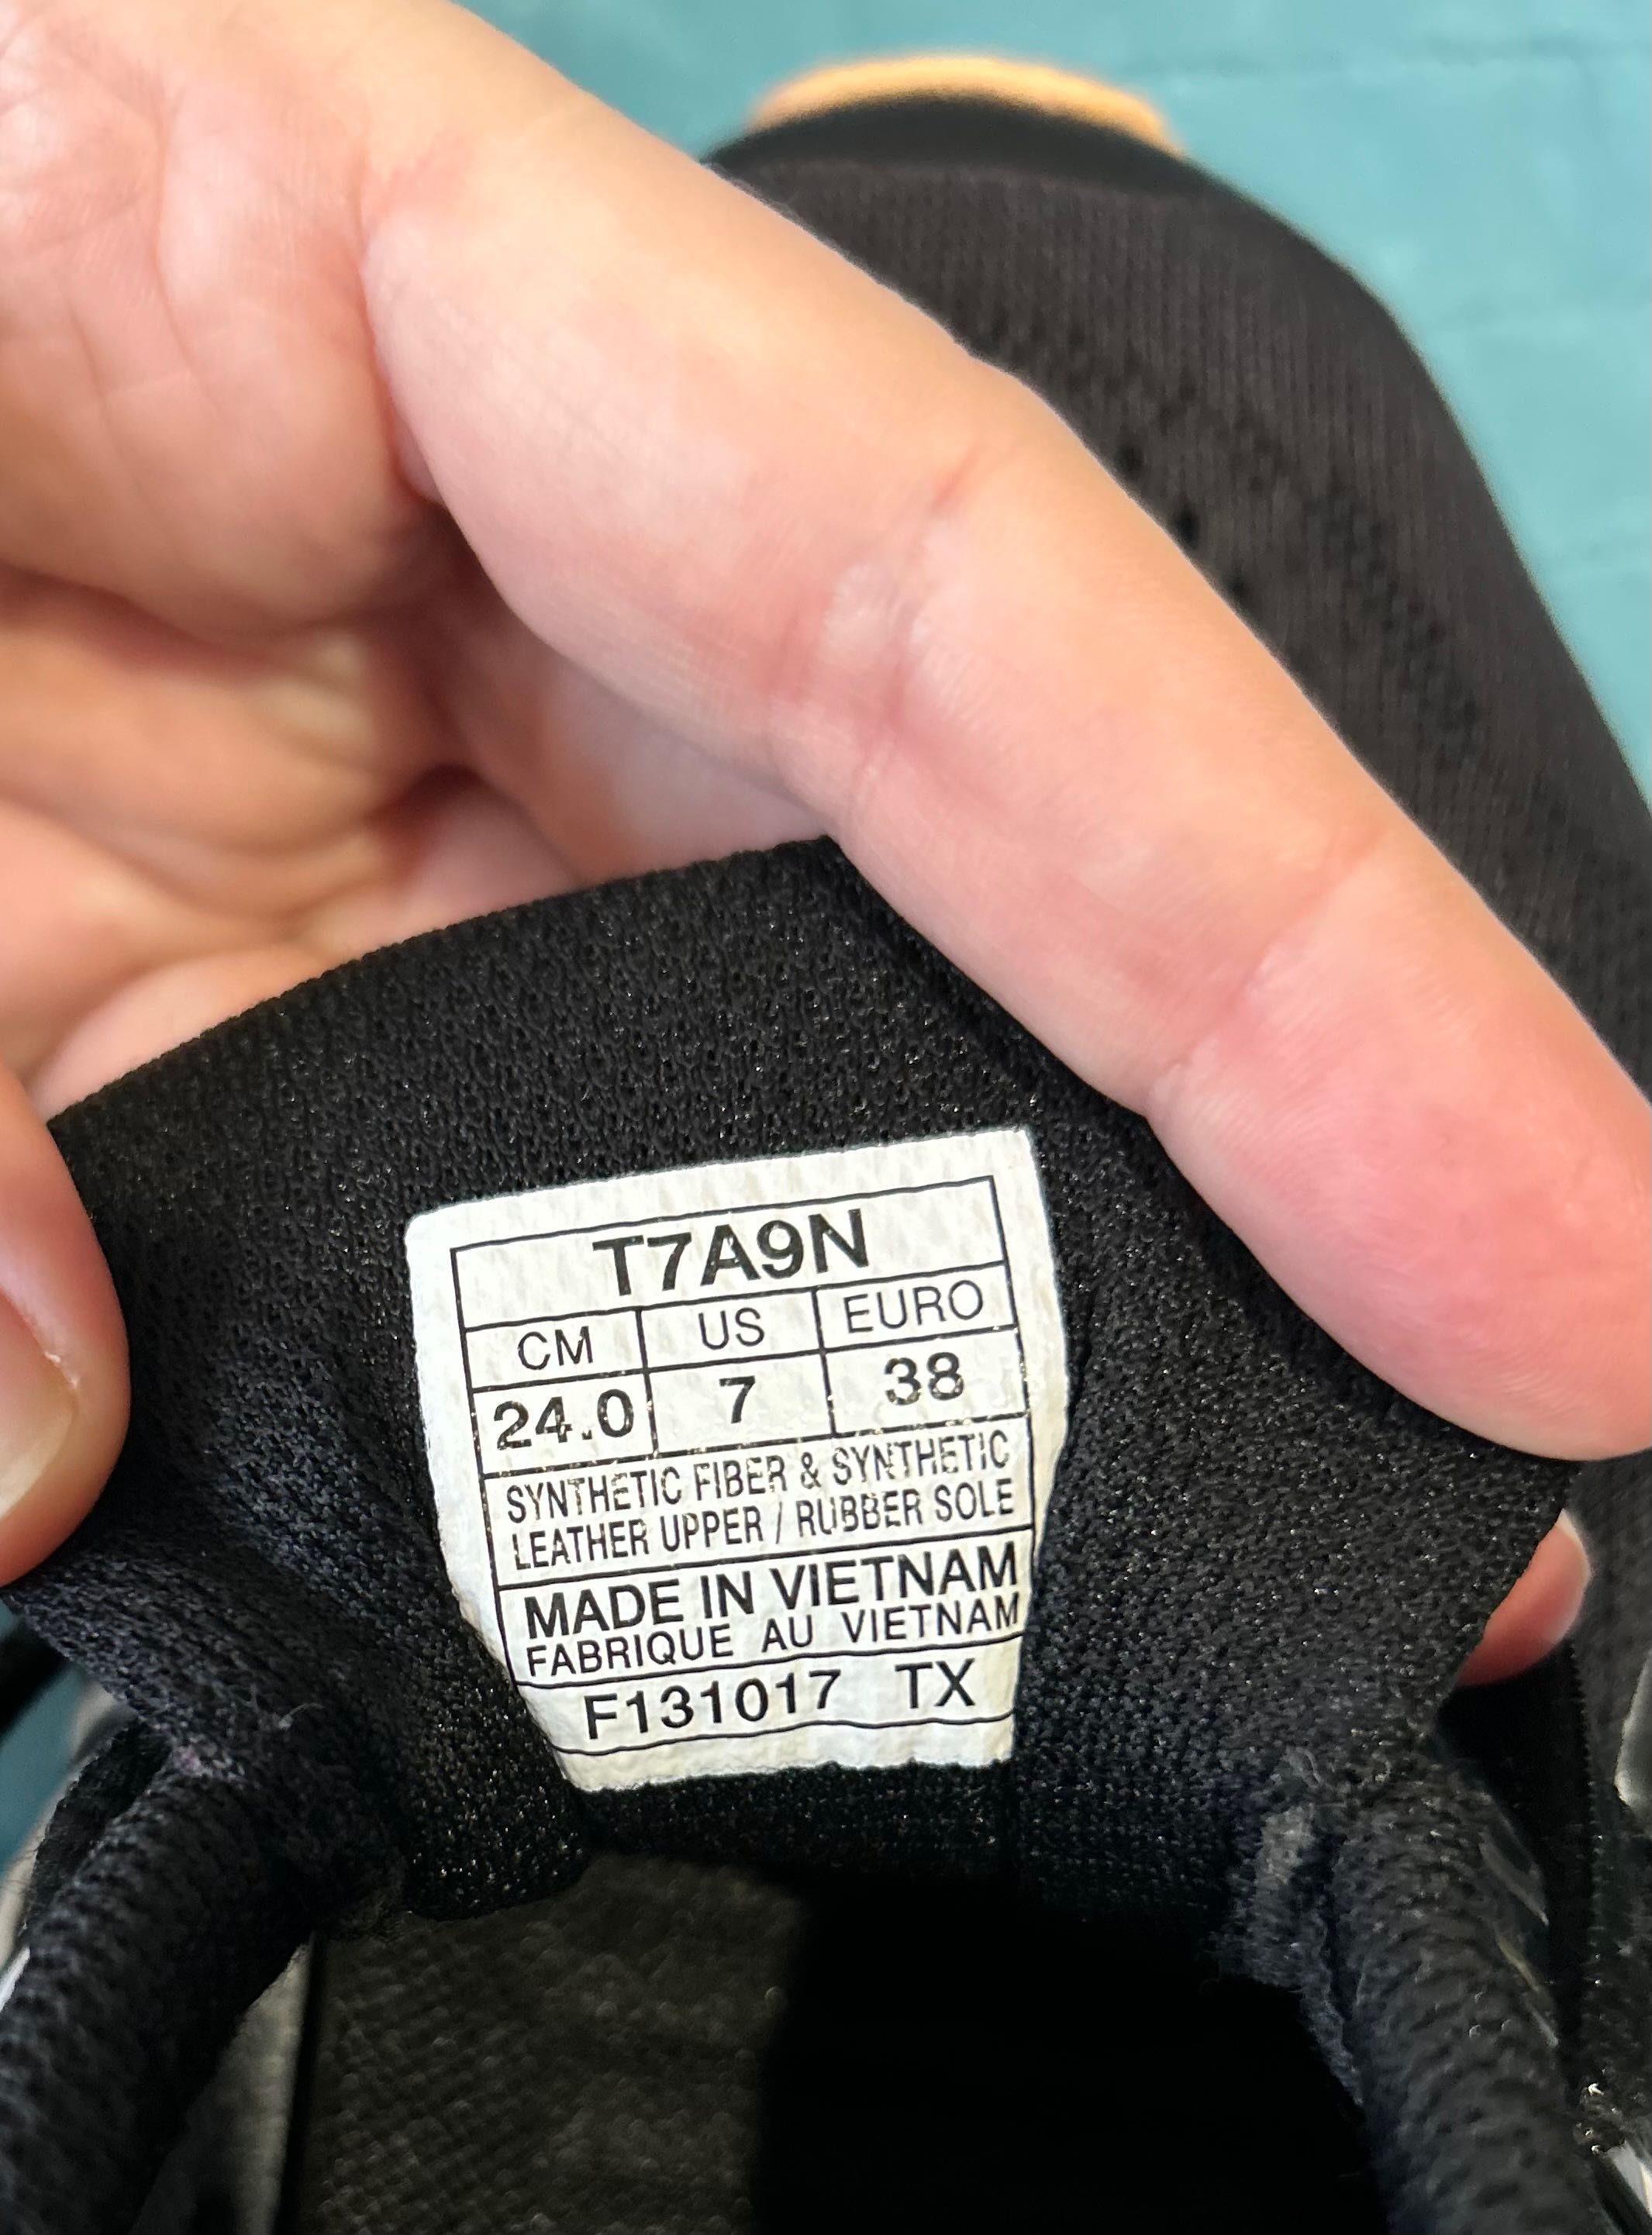 T7A9N
CM US EURO
24.0 7 38
SYNTHETIC FIBER & SYNTHETIC
LEATHER UPPER / RUBBER SOLE
MADE IN VIETNAM
FABRIQUE AU VIETNAM
F131017 TX